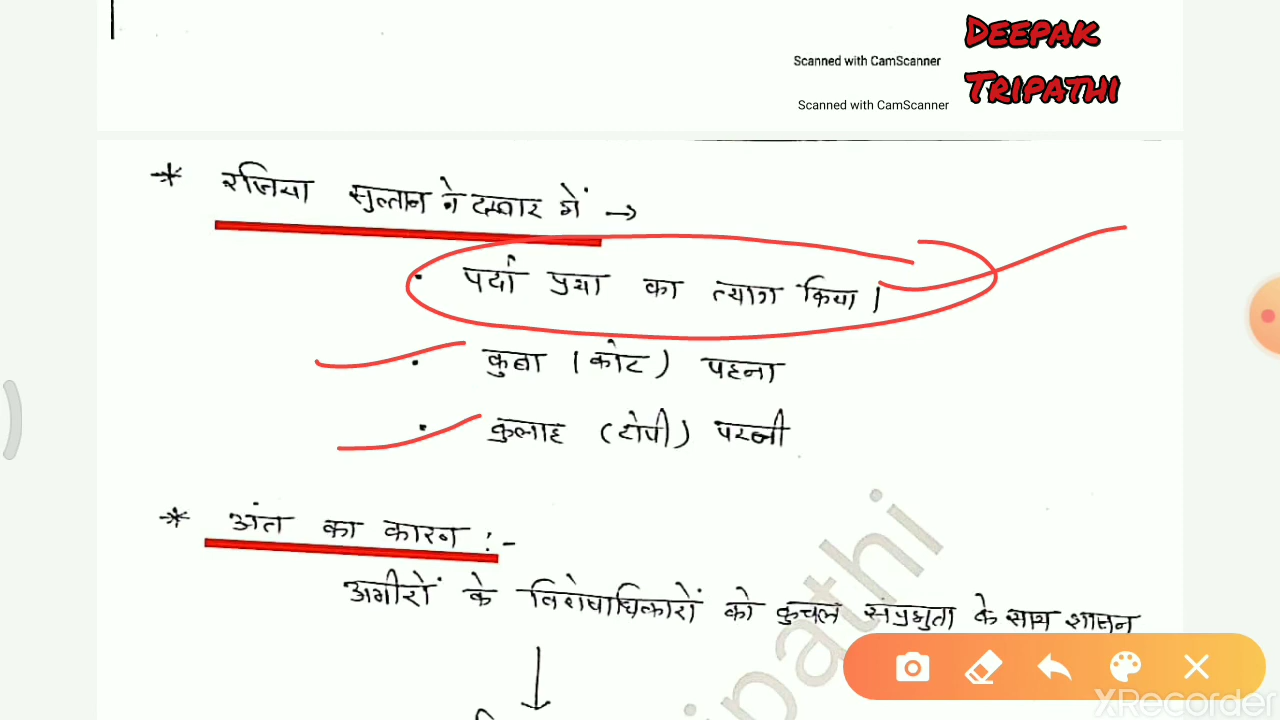 DEEPAK
Scanned with CamScanner
TRIPATHI
Scanned with CamScanner
* रजिया सुल्तान ने दरबार में →
• पर्दा प्रथा का त्याग किया।
• कुबा (कोट) पहना
• कुलाह (टोपी) पहनी
* अंत का कारण :-
अमीरों के विशेषाधिकारों को कुचल संप्रभुता के साथ शासन
ipathi
XRecorder